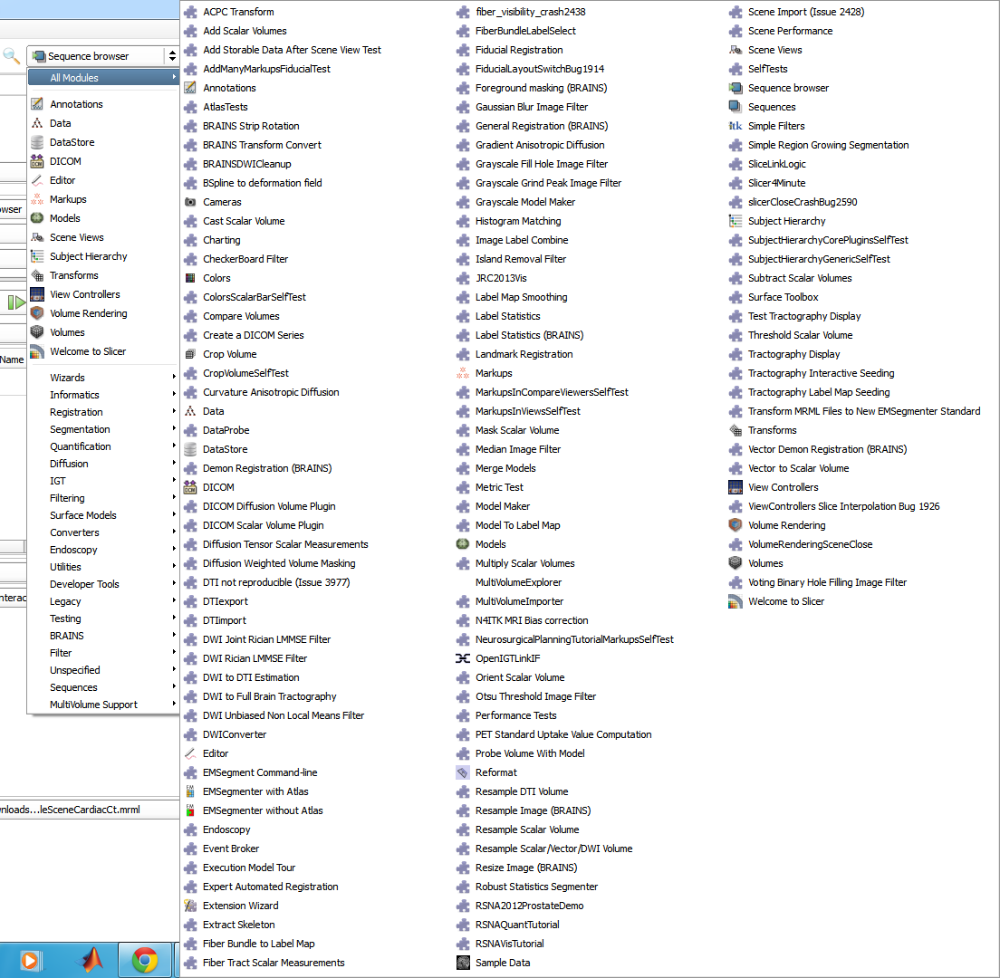 Sequence browser
All Modules
Annotations
Data
DataStore
DICOM
Editor
Markups
owser
Models
Scene Views
Subject Hierarchy
Transforms
View Controllers
Volume Rendering
Volumes
Welcome to Slicer
Name
Wizards
Informatics
Registration
Segmentation
Quantification
Diffusion
IGT
Filtering
Surface Models
Converters
Endoscopy
Utilities
Developer Tools
nterac
Legacy
Testing
BRAINS
Filter
Unspecified
Sequences
MultiVolume Support
nloads...leSceneCardiacCt.mrml
ACPC Transform
Add Scalar Volumes
Add Storable Data After Scene View Test
AddManyMarkupsFiducialTest
Annotations
AtlasTests
BRAINS Strip Rotation
BRAINS Transform Convert
BRAINSDWICleanup
BSpline to deformation field
Cameras
Cast Scalar Volume
Charting
CheckerBoard Filter
Colors
ColorsScalarBarSelfTest
Compare Volumes
Create a DICOM Series
Crop Volume
CropVolumeSelfTest
Curvature Anisotropic Diffusion
Data
DataProbe
DataStore
Demon Registration (BRAINS)
DICOM
DICOM Diffusion Volume Plugin
DICOM Scalar Volume Plugin
Diffusion Tensor Scalar Measurements
Diffusion Weighted Volume Masking
DTI not reproducible (Issue 3977)
DTIexport
DTIimport
DWI Joint Rician LMMSE Filter
DWI Rician LMMSE Filter
DWI to DTI Estimation
DWI to Full Brain Tractography
DWI Unbiased Non Local Means Filter
DWIConverter
Editor
EMSegment Command-line
EMSegmenter with Atlas
EMSegmenter without Atlas
Endoscopy
Event Broker
Execution Model Tour
Expert Automated Registration
Extension Wizard
Extract Skeleton
Fiber Bundle to Label Map
Fiber Tract Scalar Measurements
fiber_visibility_crash2438
FiberBundleLabelSelect
Fiducial Registration
FiducialLayoutSwitchBug1914
Foreground masking (BRAINS)
Gaussian Blur Image Filter
General Registration (BRAINS)
Gradient Anisotropic Diffusion
Grayscale Fill Hole Image Filter
Grayscale Grind Peak Image Filter
Grayscale Model Maker
Histogram Matching
Image Label Combine
Island Removal Filter
JRC2013Vis
Label Map Smoothing
Label Statistics
Label Statistics (BRAINS)
Landmark Registration
Markups
MarkupsInCompareViewersSelfTest
MarkupsInViewsSelfTest
Mask Scalar Volume
Median Image Filter
Merge Models
Metric Test
Model Maker
Model To Label Map
Models
Multiply Scalar Volumes
MultiVolumeExplorer
MultiVolumeImporter
N4ITK MRI Bias correction
NeurosurgicalPlanningTutorialMarkupsSelfTest
OpenIGTLinkIF
Orient Scalar Volume
Otsu Threshold Image Filter
Performance Tests
PET Standard Uptake Value Computation
Probe Volume With Model
Reformat
Resample DTI Volume
Resample Image (BRAINS)
Resample Scalar Volume
Resample Scalar/Vector/DWI Volume
Resize Image (BRAINS)
Robust Statistics Segmenter
RSNA2012ProstateDemo
RSNAQuantTutorial
RSNAVisTutorial
Sample Data
Scene Import (Issue 2428)
Scene Performance
Scene Views
SelfTests
Sequence browser
Sequences
itk Simple Filters
Simple Region Growing Segmentation
SliceLinkLogic
Slicer4Minute
slicerCloseCrashBug2590
Subject Hierarchy
SubjectHierarchyCorePluginsSelfTest
SubjectHierarchyGenericSelfTest
Subtract Scalar Volumes
Surface Toolbox
Test Tractography Display
Threshold Scalar Volume
Tractography Display
Tractography Interactive Seeding
Tractography Label Map Seeding
Transform MRML Files to New EMSegmenter Standard
Transforms
Vector Demon Registration (BRAINS)
Vector to Scalar Volume
View Controllers
ViewControllers Slice Interpolation Bug 1926
Volume Rendering
VolumeRenderingSceneClose
Volumes
Voting Binary Hole Filling Image Filter
Welcome to Slicer